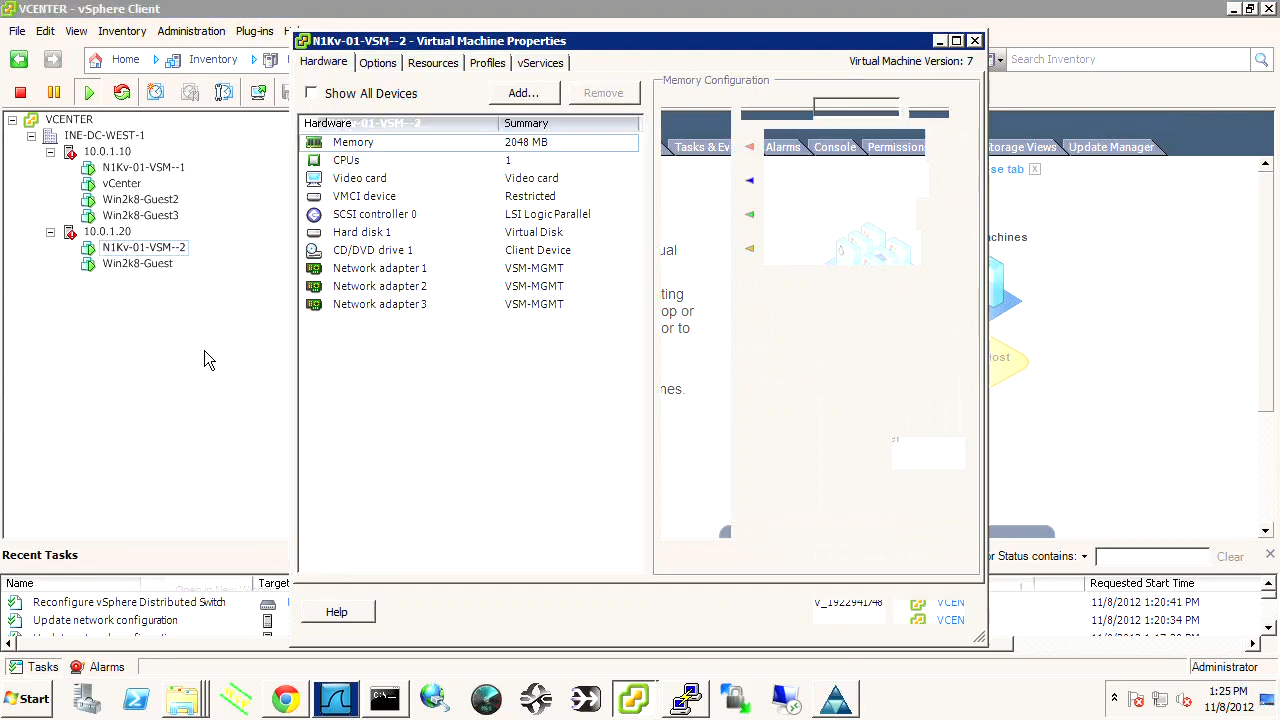 VCENTER - vSphere Client
File Edit View Inventory Administration Plug-ins
N1Kv-01-VSM--2 - Virtual Machine Properties
Home Inventory
Search Inventory
Hardware Options Resources Profiles vServices
Virtual Machine Version: 7
Show All Devices Add... Remove
Memory Configuration
Hardware Summary
Memory 2048 MB
CPUs 1
Video card Video card
VMCI device Restricted
SCSI controller 0 LSI Logic Parallel
Hard disk 1 Virtual Disk
CD/DVD drive 1 Client Device
Network adapter 1 VSM-MGMT
Network adapter 2 VSM-MGMT
Network adapter 3 VSM-MGMT
VCENTER
INE-DC-WEST-1
10.0.1.10
N1Kv-01-VSM--1
vCenter
Win2k8-Guest2
Win2k8-Guest3
10.0.1.20
N1Kv-01-VSM--2
Win2k8-Guest
Tasks & Ev Alarms Console Permission
torage Views Update Manager
se tab
ual
achines
ting
op or
or to
ost
nes.
Help
V_1922941748 VCEN
VCEN
Recent Tasks
or Status contains: Clear
Name Target Requested Start Time
Reconfigure vSphere Distributed Switch 11/8/2012 1:20:41 PM
Update network configuration 11/8/2012 1:20:34 PM
Tasks Alarms Administrator
Start
1:25 PM
11/8/2012